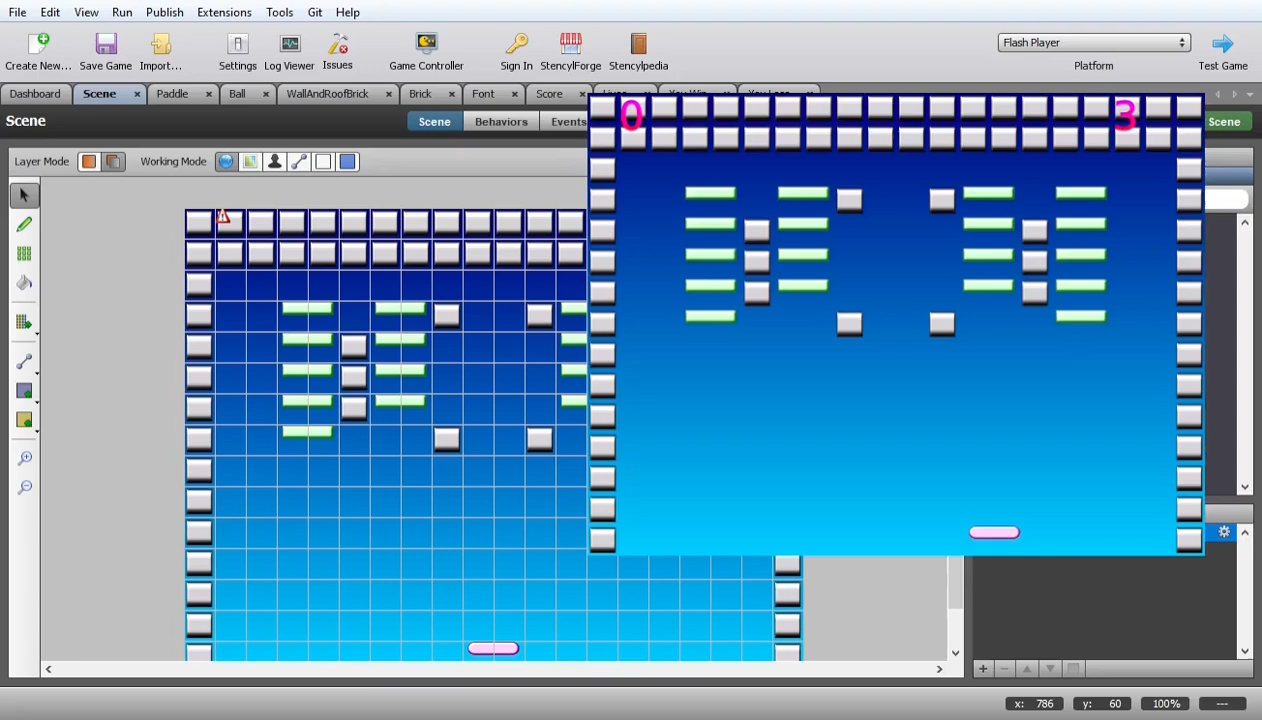 File Edit View Run Publish Extensions Tools Git Help
Create New... Save Game Import... Settings Log Viewer Issues Game Controller Sign In StencylForge Stencylpedia Flash Player Platform Test Game
Dashboard Scene Paddle Ball WallAndRoofBrick Brick Font Score
Scene Scene Behaviors Events Scene
0 3
Layer Mode Working Mode
x: 786 y: 60 100% ---